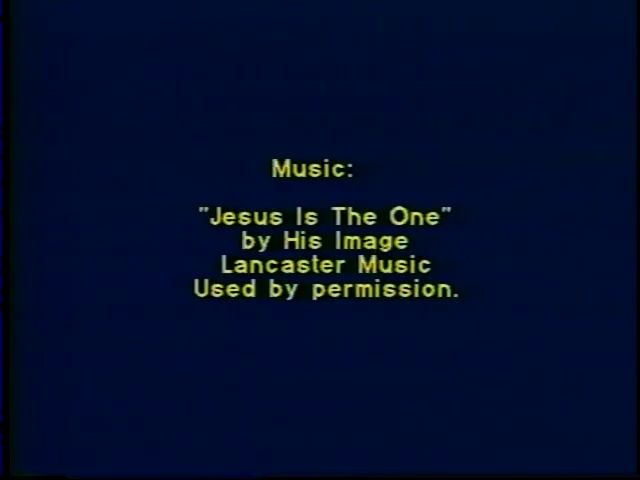 Music:
"Jesus Is The One"
by His Image
Lancaster Music
Used by permission.